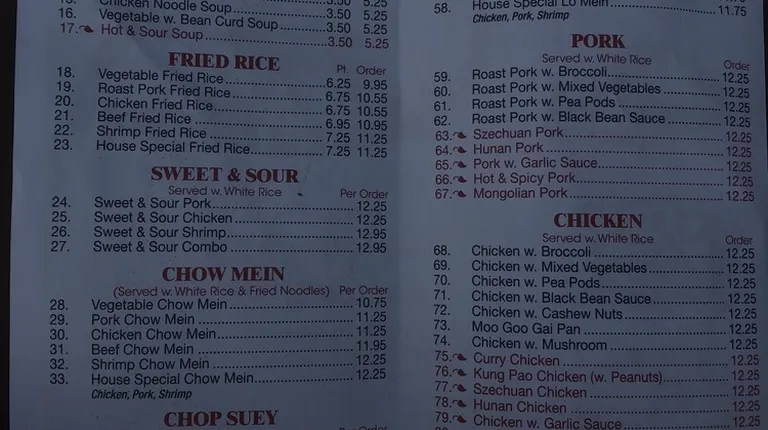 15. Chicken Noodle Soup 3.50 5.25
16. Vegetable w. Bean Curd Soup 3.50 5.25
17. Hot & Sour Soup 3.50 5.25
FRIED RICE
Pt. Order
18. Vegetable Fried Rice 6.25 9.95
19. Roast Pork Fried Rice 6.75 10.55
20. Chicken Fried Rice 6.75 10.55
21. Beef Fried Rice 6.95 10.95
22. Shrimp Fried Rice 7.25 11.25
23. House Special Fried Rice 7.25 11.25
SWEET & SOUR
Served w. White Rice Per Order
24. Sweet & Sour Pork 12.25
25. Sweet & Sour Chicken 12.25
26. Sweet & Sour Shrimp 12.95
27. Sweet & Sour Combo 12.95
CHOW MEIN
(Served w. White Rice & Fried Noodles) Per Order
28. Vegetable Chow Mein 10.75
29. Pork Chow Mein 11.25
30. Chicken Chow Mein 11.25
31. Beef Chow Mein 11.95
32. Shrimp Chow Mein 12.25
33. House Special Chow Mein 12.25
Chicken, Pork, Shrimp
CHOP SUEY
Per Order
58. House Special Lo Mein 11.75
Chicken, Pork, Shrimp
PORK
Served w. White Rice Order
59. Roast Pork w. Broccoli 12.25
60. Roast Pork w. Mixed Vegetables 12.25
61. Roast Pork w. Pea Pods 12.25
62. Roast Pork w. Black Bean Sauce 12.25
63. Szechuan Pork 12.25
64. Hunan Pork 12.25
65. Pork w. Garlic Sauce 12.25
66. Hot & Spicy Pork 12.25
67. Mongolian Pork 12.25
CHICKEN
Served w. White Rice Order
68. Chicken w. Broccoli 12.25
69. Chicken w. Mixed Vegetables 12.25
70. Chicken w. Pea Pods 12.25
71. Chicken w. Black Bean Sauce 12.25
72. Chicken w. Cashew Nuts 12.25
73. Moo Goo Gai Pan 12.25
74. Chicken w. Mushroom 12.25
75. Curry Chicken 12.25
76. Kung Pao Chicken (w. Peanuts) 12.25
77. Szechuan Chicken 12.25
78. Hunan Chicken 12.25
79. Chicken w. Garlic Sauce 12.25